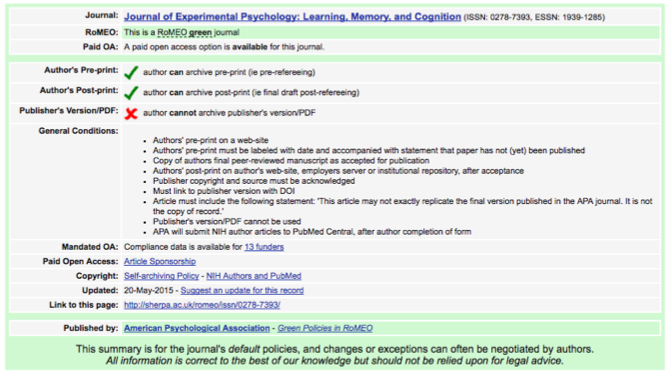 Journal: Journal of Experimental Psychology: Learning, Memory, and Cognition (ISSN: 0278-7393, ESSN: 1939-1285)
RoMEO: This is a RoMEO green journal
Paid OA: A paid open access option is available for this journal.
Author's Pre-print: author can archive pre-print (ie pre-refereeing)
Author's Post-print: author can archive post-print (ie final draft post-refereeing)
Publisher's Version/PDF: author cannot archive publisher's version/PDF
General Conditions:
• Authors' pre-print on a web-site
• Authors' pre-print must be labeled with date and accompanied with statement that paper has not (yet) been published
• Copy of authors final peer-reviewed manuscript as accepted for publication
• Authors' post-print on author's web-site, employers server or institutional repository, after acceptance
• Publisher copyright and source must be acknowledged
• Must link to publisher version with DOI
• Article must include the following statement: 'This article may not exactly replicate the final version published in the APA journal. It is not
the copy of record.'
• Publisher's version/PDF cannot be used
• APA will submit NIH author articles to PubMed Central, after author completion of form
Mandated OA: Compliance data is available for 13 funders
Paid Open Access: Article Sponsorship
Copyright: Self-archiving Policy - NIH Authors and PubMed
Updated: 20-May-2015 - Suggest an update for this record
Link to this page: http://sherpa.ac.uk/romeo/issn/0278-7393/
Published by: American Psychological Association - Green Policies in RoMEO
This summary is for the journal's default policies, and changes or exceptions can often be negotiated by authors.
All information is correct to the best of our knowledge but should not be relied upon for legal advice.